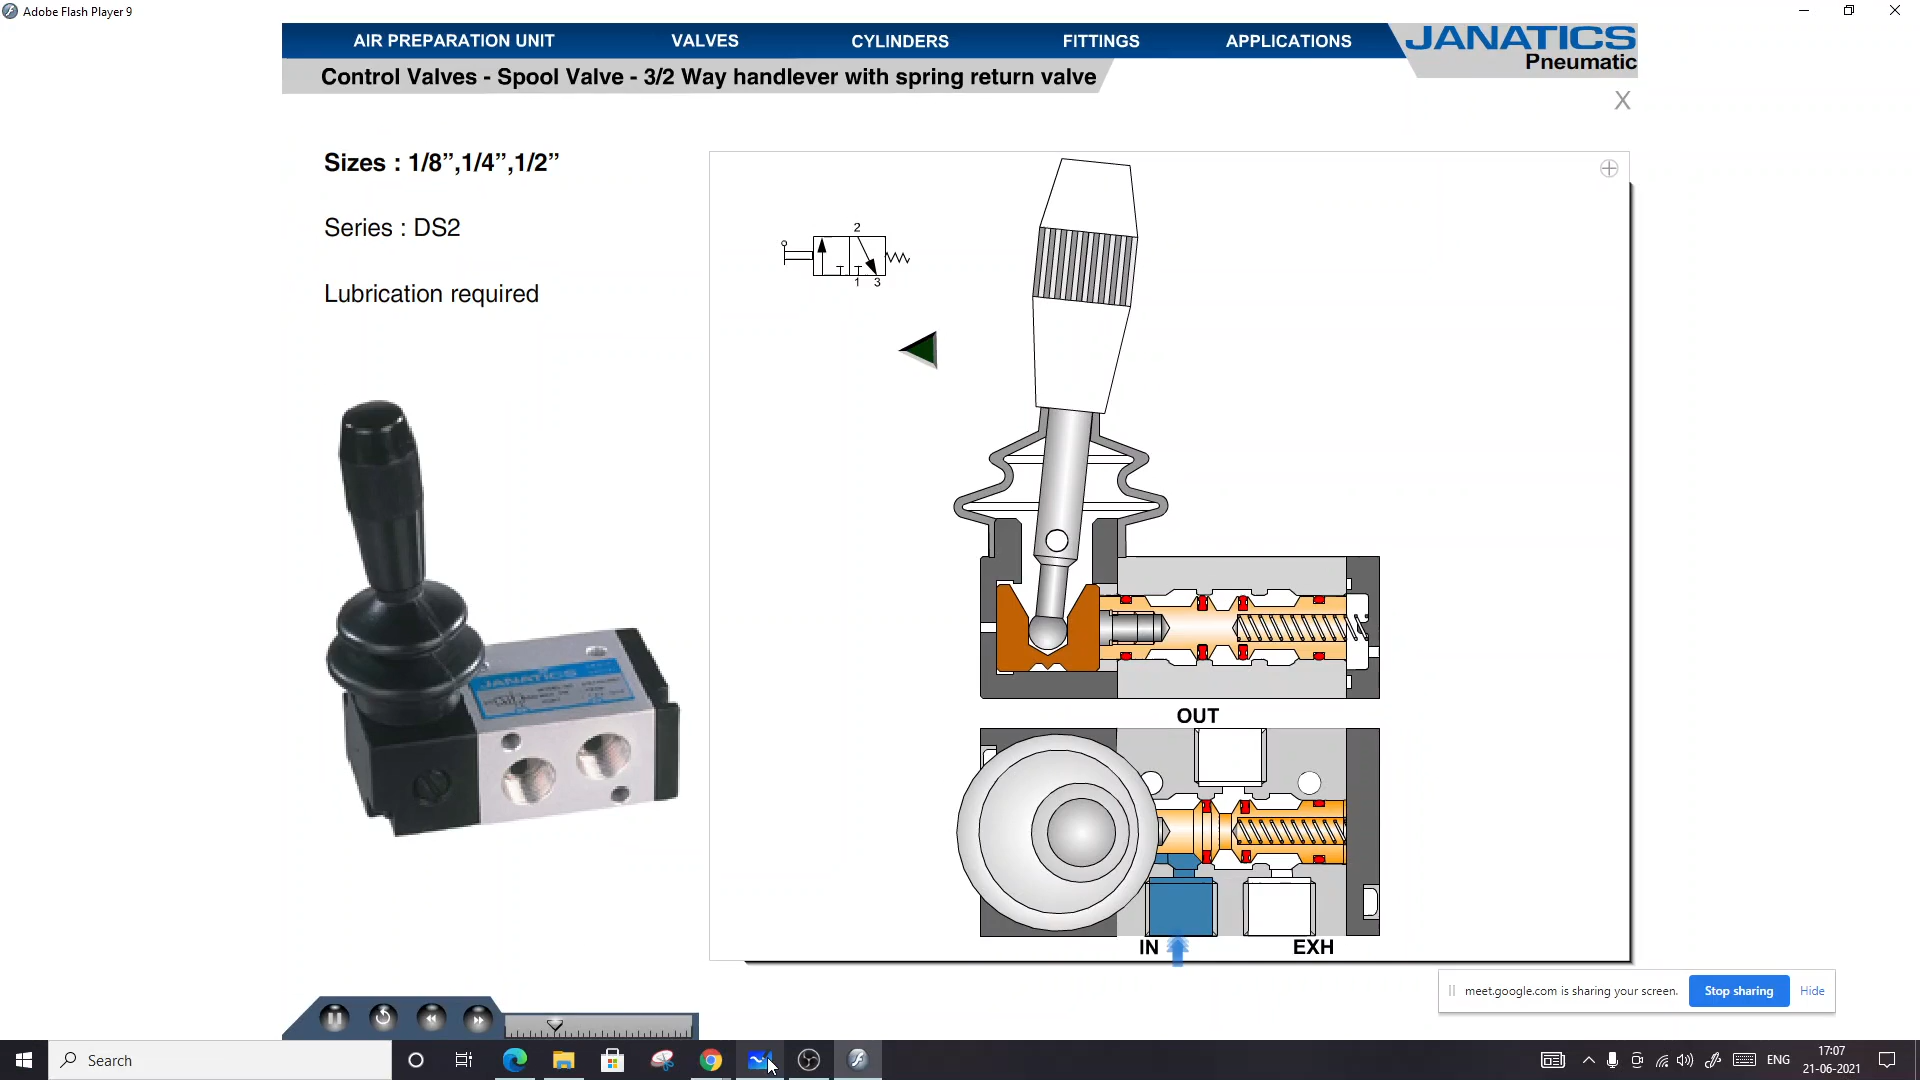 Adobe Flash Player 9
AIR PREPARATION UNIT VALVES CYLINDERS FITTINGS APPLICATIONS
JANATICS
Pneumatic
Control Valves - Spool Valve - 3/2 Way handlever with spring return valve
X
Sizes : 1/8”,1/4”,1/2”
Series : DS2
Lubrication required
2
1 3
JANATICS
OUT
IN
EXH
meet.google.com is sharing your screen. Stop sharing Hide
Search
ENG
17:07
21-06-2021